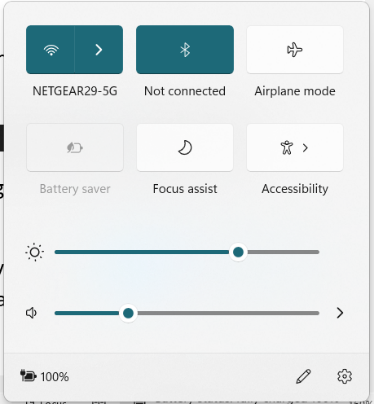 NETGEAR29-5G
Not connected
Airplane mode
Battery saver
Focus assist
Accessibility
100%